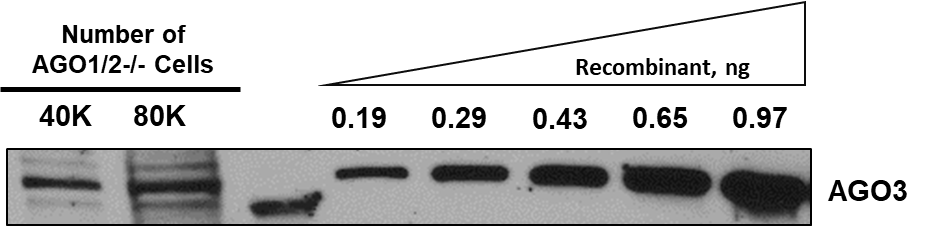 Number of
AGO1/2-/- Cells
40K 80K
Recombinant, ng
0.19 0.29 0.43 0.65 0.97
AGO3